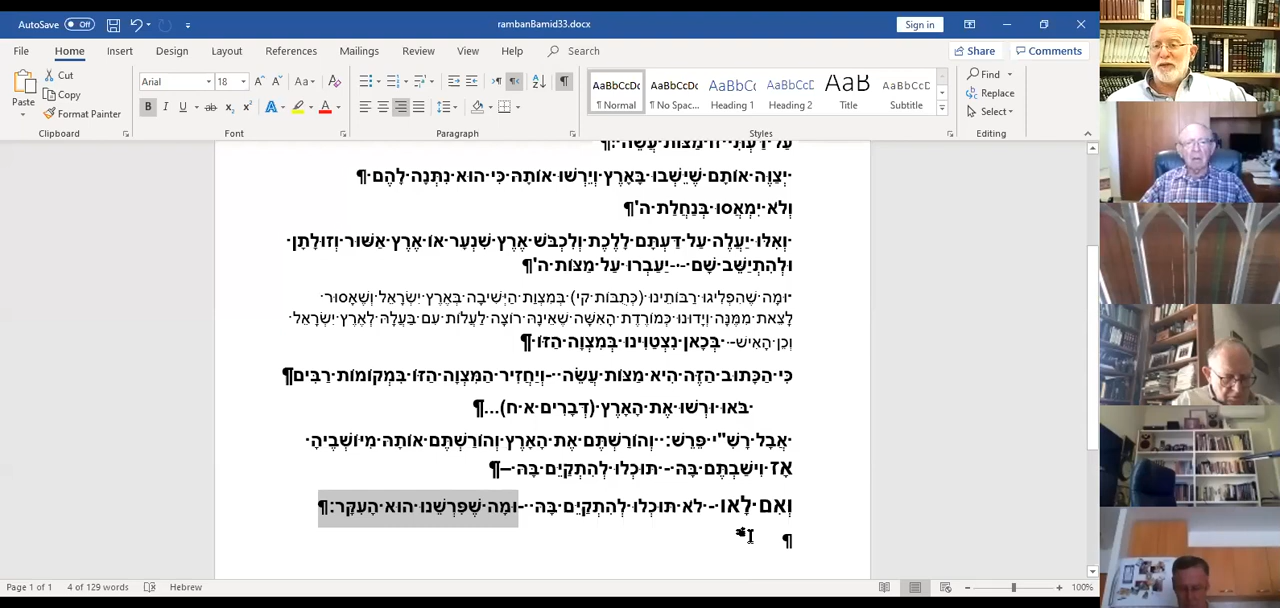 AutoSave Off
rambanBamid33.docx
Sign in
File Home Insert Design Layout References Mailings Review View Help Search Share Comments
Paste
Cut
Copy
Format Painter
Arial 18
AaBbCcDc AaBbCcDc AaBbCcD AaBbCcD AaB AaBbCcD
¶ Normal ¶ No Spac... Heading 1 Heading 2 Title Subtitle
Find
Replace
Select
Clipboard Font Paragraph Styles Editing
עַל דַּעְתִּי זוֹ מִצְוֹת עֲשֵׂה:¶
יְצַוֶּה אוֹתָם שֶׁיֵּשְׁבוּ בָּאָרֶץ וְיִרְשׁוּ אוֹתָהּ כִּי הוּא נְתָנָהּ לָהֶם ¶
וְלֹא יִמְאֲסוּ בְּנַחֲלַת ה'¶
וְאִלּוּ יַעֲלֶה עַל דַּעְתָּם לָלֶכֶת וְלִכְבֹּשׁ אֶרֶץ שִׁנְעָר אוֹ אֶרֶץ אַשּׁוּר וְזוּלָתָן
וּלְהִתְיַשֵּׁב שָׁם -- יַעַבְרוּ עַל מִצְוֹת ה'¶
וּמָה שֶׁהִפְלִיגוּ רַבּוֹתֵינוּ (כְּתֻבּוֹת קי) בְּמִצְוַת הַיְּשִׁיבָה בְּאֶרֶץ יִשְׂרָאֵל וְשֶׁאָסוּר
לָצֵאת מִמֶּנָּה וְיָדוּנוּ כְּמוֹרֶדֶת הָאִשָּׁה שֶׁאֵינָהּ רוֹצָה לַעֲלוֹת עִם בַּעְלָהּ לְאֶרֶץ יִשְׂרָאֵל
וְכֵן הָאִישׁ- בְּכָאן נִצְטַוֵּינוּ בְּמִצְוָה הַזּוֹ ¶
כִּי הַכָּתוּב הַזֶּה הִיא מִצְוֹת עֲשֵׂה -וְיַחֲזִיר הַמִּצְוָה הַזּוֹ בִּמְקוֹמוֹת רַבִּים¶
בֹּאוּ וּרְשׁוּ אֶת הָאָרֶץ (דְּבָרִים א ח)...¶
אֲבָל רָשִׁ"י פֵּרֵשׁ: וְהוֹרַשְׁתֶּם אֶת הָאָרֶץ וְהוֹרַשְׁתֶּם אוֹתָהּ מִיּוֹשְׁבֶיהָ
אָז וִישַׁבְתֶּם בָּהּ - תּוּכְלוּ לְהִתְקַיֵּם בָּהּ –¶
וְאִם לָאו - לֹא תּוּכְלוּ לְהִתְקַיֵּם בָּהּ -וּמָה שֶׁפֵּרַשְׁנוּ הוּא הָעִקָּר:¶
¶
Page 1 of 1 4 of 129 words Hebrew 100%